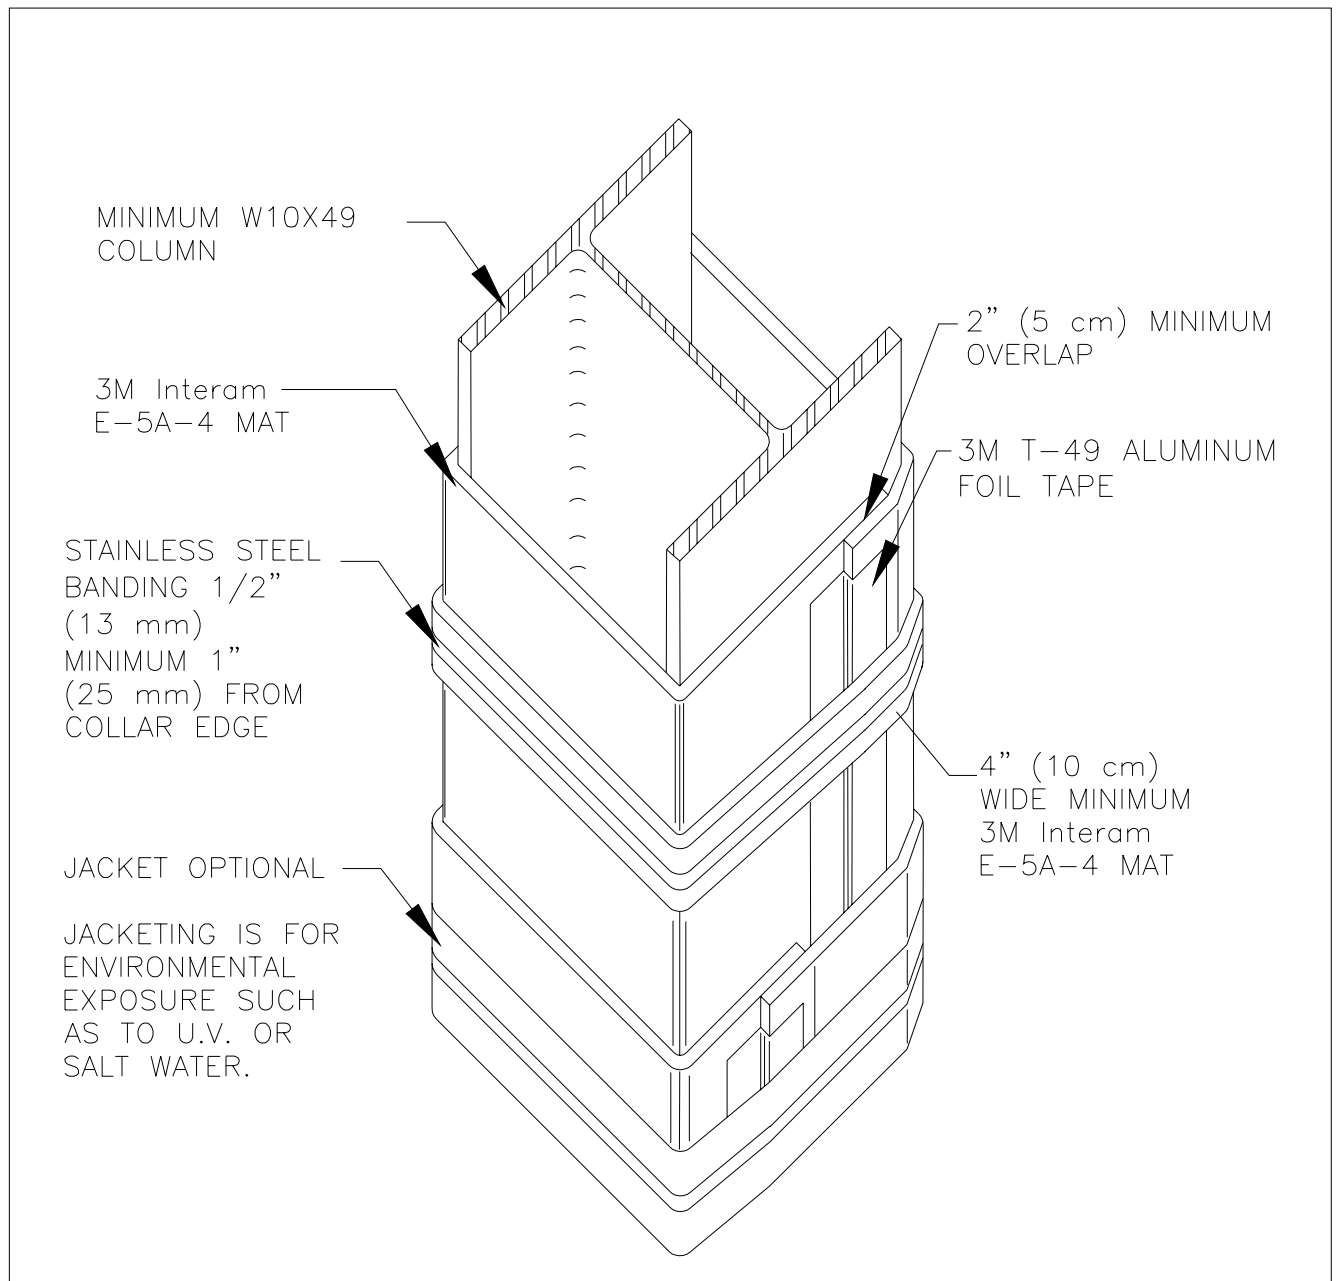 MINIMUM W10X49
COLUMN
3M Interam
E-5A-4 MAT
STAINLESS STEEL
BANDING 1/2"
(13 mm)
MINIMUM 1"
(25 mm) FROM
COLLAR EDGE
JACKET OPTIONAL
JACKETING IS FOR
ENVIRONMENTAL
EXPOSURE SUCH
AS TO U.V. OR
SALT WATER.
2" (5 cm) MINIMUM
OVERLAP
3M T-49 ALUMINUM
FOIL TAPE
4" (10 cm)
WIDE MINIMUM
3M Interam
E-5A-4 MAT